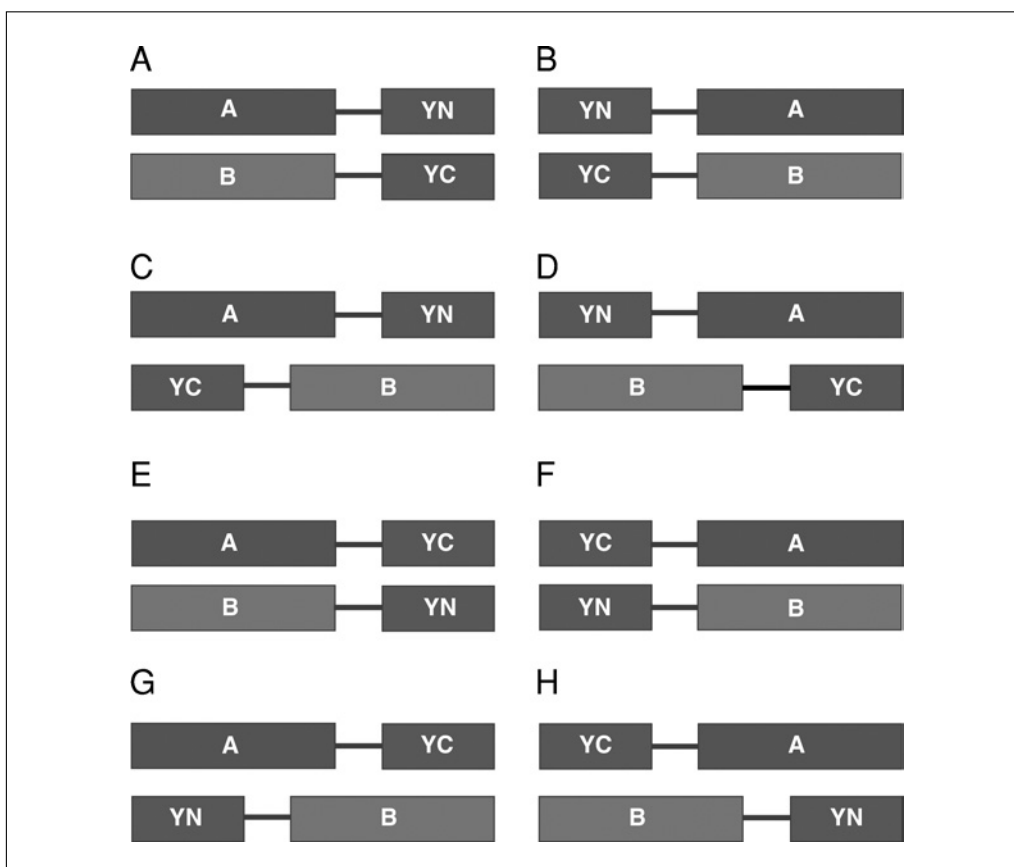 A B
A YN YN A
B YC YC B
C D
A YN YN A
YC B B YC
E F
A YC YC A
B YN YN B
G H
A YC YC A
YN B B YN